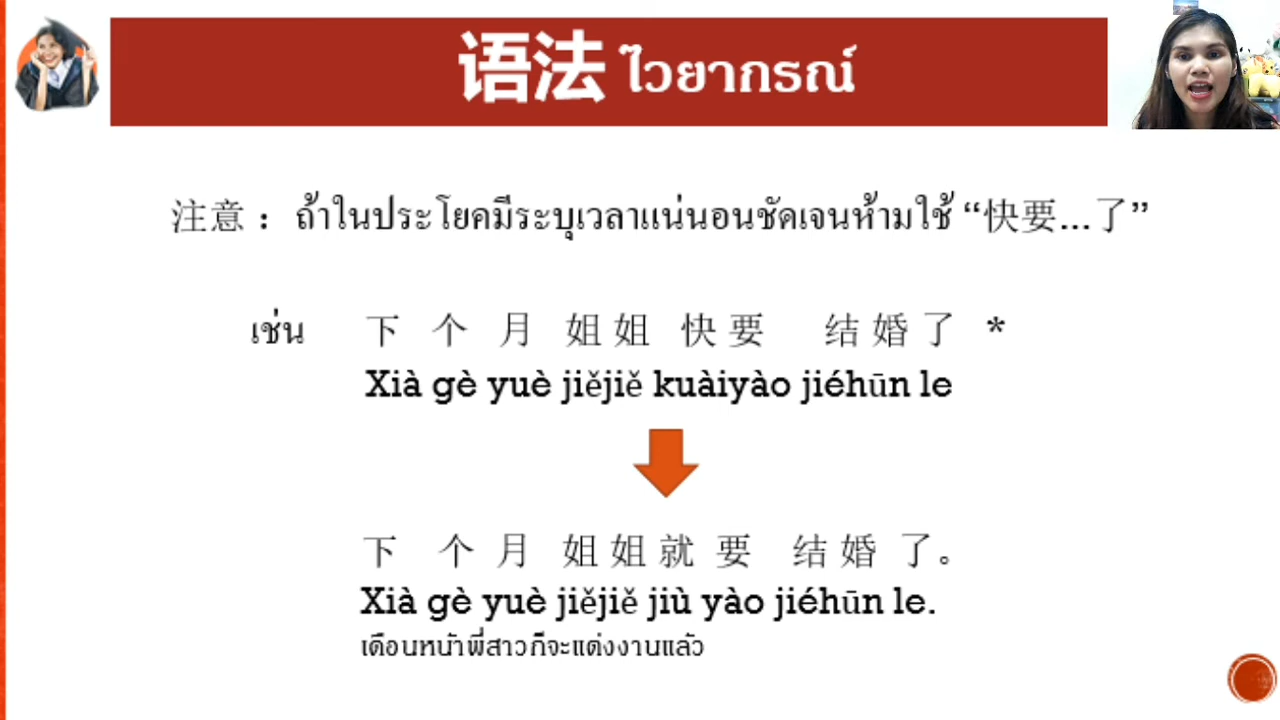 语法 ไวยากรณ์
注意 : ถ้าในประโยคมีระบุเวลาแน่นอนชัดเจนห้ามใช้ “快要...了”
เช่น 下 个 月 姐姐 快要 结婚了 *
Xià gè yuè jiějiě kuàiyào jiéhūn le
下 个 月 姐姐就 要 结婚 了。
Xià gè yuè jiějiě jiù yào jiéhūn le.
เดือนหน้าพี่สาวก็จะแต่งงานแล้ว